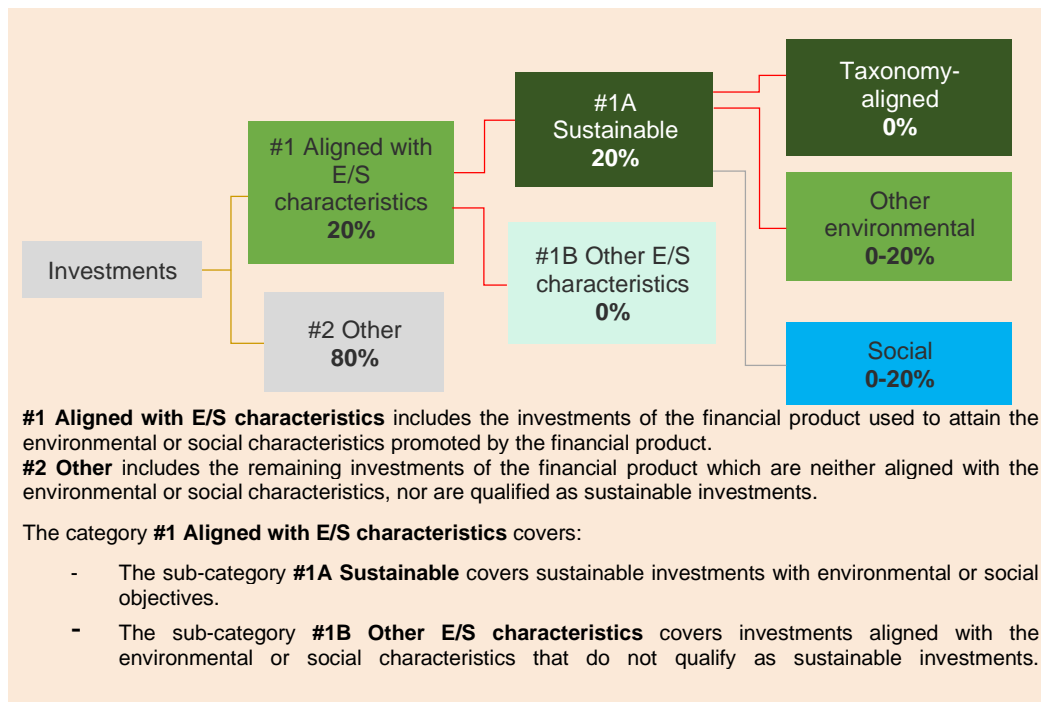 Investments
#1 Aligned with
E/S
characteristics
20%
#2 Other
80%
#1A
Sustainable
20%
#1B Other E/S
characteristics
0%
Taxonomy-
aligned
0%
Other
environmental
0-20%
Social
0-20%
#1 Aligned with E/S characteristics includes the investments of the financial product used to attain the
environmental or social characteristics promoted by the financial product.
#2 Other includes the remaining investments of the financial product which are neither aligned with the
environmental or social characteristics, nor are qualified as sustainable investments.
The category #1 Aligned with E/S characteristics covers:
- The sub-category #1A Sustainable covers sustainable investments with environmental or social
objectives.
- The sub-category #1B Other E/S characteristics covers investments aligned with the
environmental or social characteristics that do not qualify as sustainable investments.